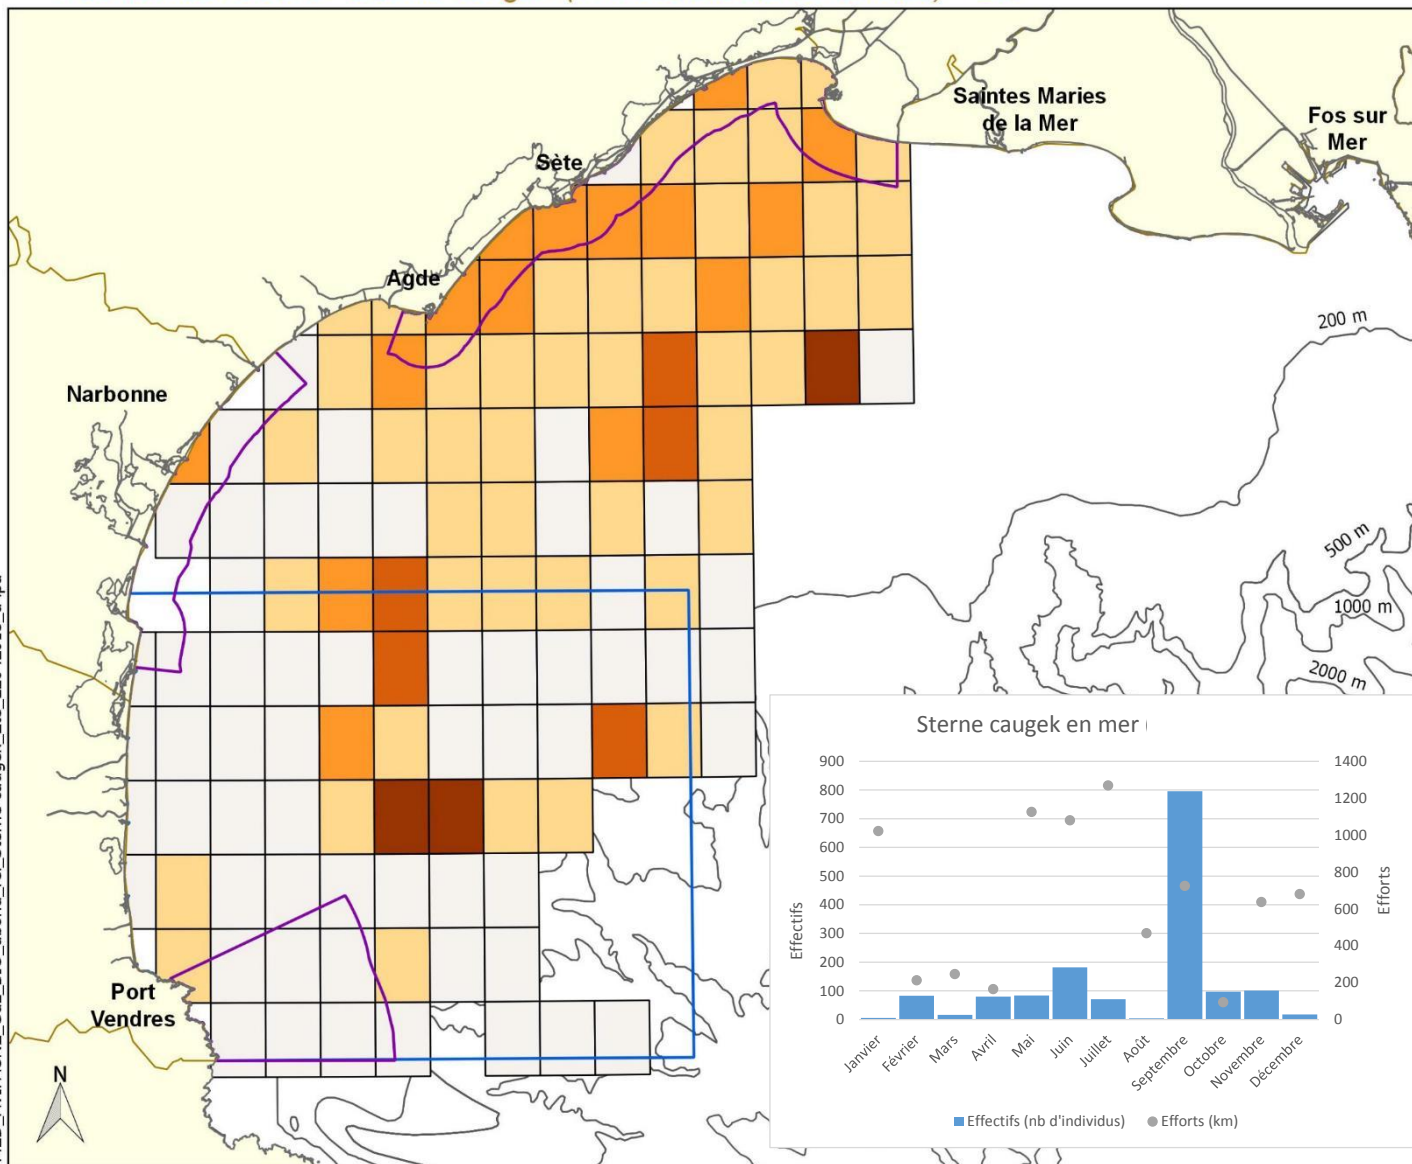 Saintes Maries
de la Mer
Fos sur
Mer
Sète
Agde
Narbonne
200 m
500 m
1000 m
2000 m
Port
Vendres
N
Sterne caugek en mer
Effectifs
Efforts
900
800
700
600
500
400
300
200
100
0
1400
1200
1000
800
600
400
200
0
Janvier
Février
Mars
Avril
Mai
Juin
Juillet
Août
Septembre
Octobre
Novembre
Décembre
Effectifs (nb d'individus)
Efforts (km)